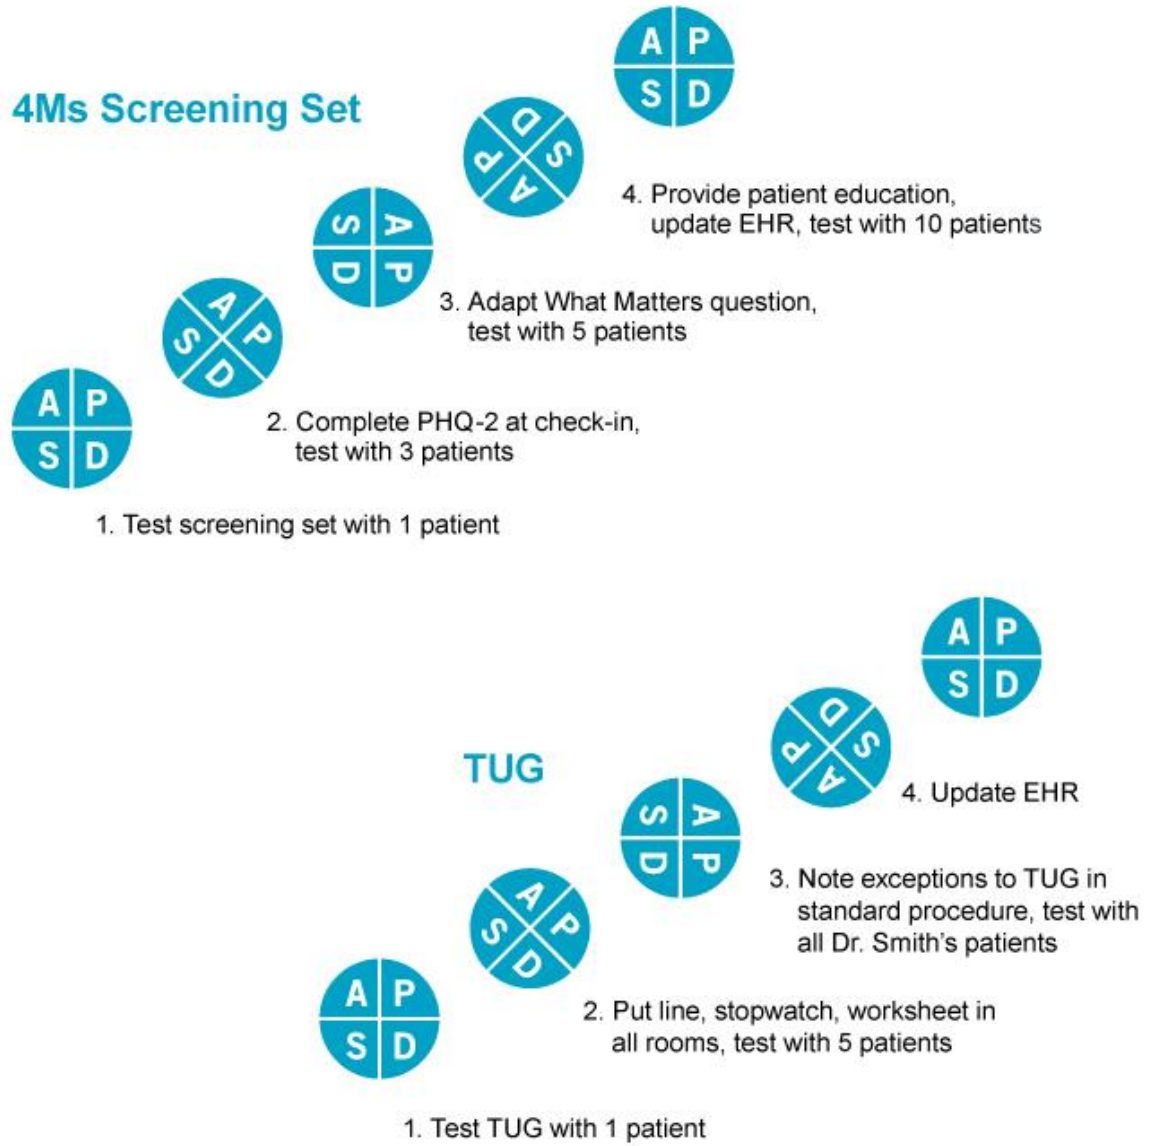 A P
S D
4Ms Screening Set
D
P S
A
4. Provide patient education,
update EHR, test with 10 patients
S A
D P
3. Adapt What Matters question,
test with 5 patients
A
S P
D
2. Complete PHQ-2 at check-in,
test with 3 patients
A P
S D
1. Test screening set with 1 patient
A P
S D
TUG
D
P S
A
4. Update EHR
S A
D P
3. Note exceptions to TUG in
standard procedure, test with
all Dr. Smith's patients
A
S P
D
2. Put line, stopwatch, worksheet in
all rooms, test with 5 patients
A P
S D
1. Test TUG with 1 patient